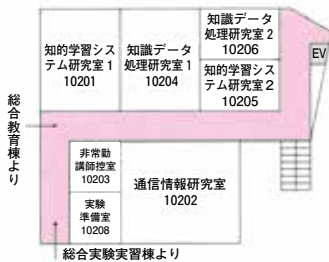 知的学習シス
テム研究室1
10201
知識データ
処理研究室1
10204
知識データ
処理研究室2
10206
知的学習シス
テム研究室2
10205
EV
総合教育棟より
非常勤
講師控室
10203
通信情報研究室
10202
実験
準備室
10208
総合実験実習棟より